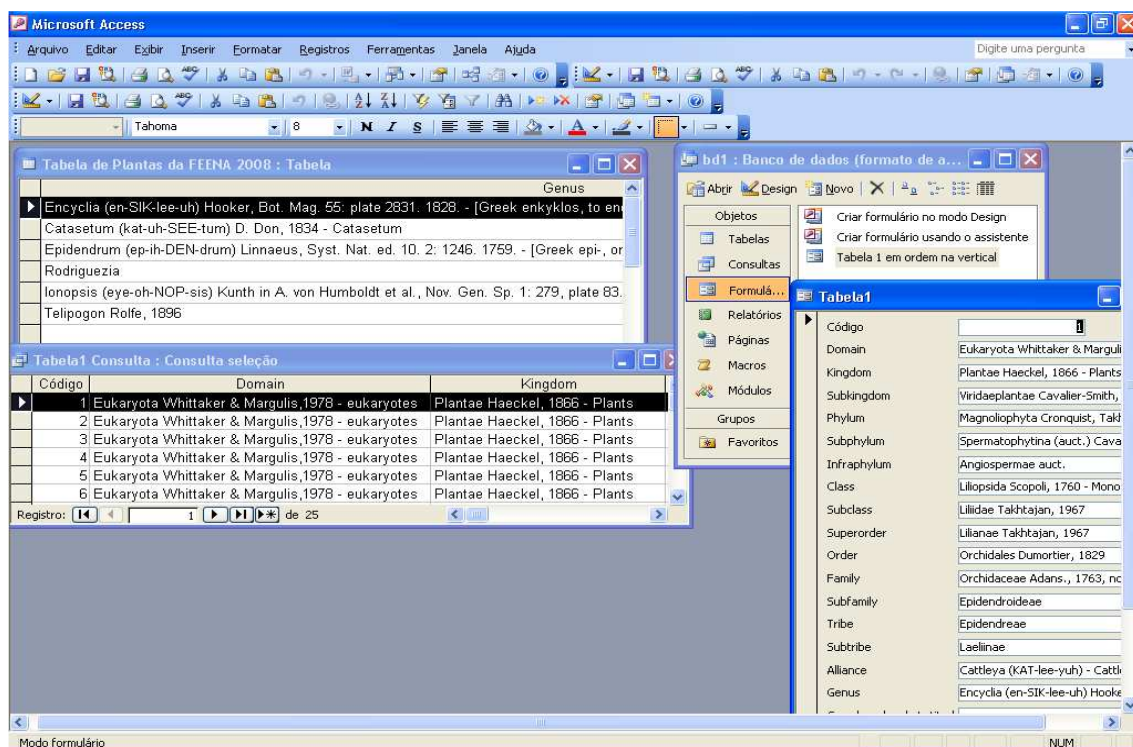 Microsoft Access
Arquivo Editar Exibir Inserir Formatar Registros Ferramentas Janela Ajuda Digite uma pergunta
Tahoma 8 N I S
Tabela de Plantas da FEENA 2008 : Tabela
Genus
Encyclia (en-SIK-lee-uh) Hooker, Bot. Mag. 55: plate 2831. 1828. - [Greek enkyklos, to en
Catasetum (kat-uh-SEE-tum) D. Don, 1834 - Catasetum
Epidendrum (ep-ih-DEN-drum) Linnaeus, Syst. Nat. ed. 10. 2: 1246. 1759. - [Greek epi-, or
Rodriguezia
Ionopsis (eye-oh-NOP-sis) Kunth in A. von Humboldt et al., Nov. Gen. Sp. 1: 279, plate 83.
Telipogon Rolfe, 1896
Tabela1 Consulta : Consulta seleção
Código Domain Kingdom
1 Eukaryota Whittaker & Margulis,1978 - eukaryotes Plantae Haeckel, 1866 - Plants
2 Eukaryota Whittaker & Margulis,1978 - eukaryotes Plantae Haeckel, 1866 - Plants
3 Eukaryota Whittaker & Margulis,1978 - eukaryotes Plantae Haeckel, 1866 - Plants
4 Eukaryota Whittaker & Margulis,1978 - eukaryotes Plantae Haeckel, 1866 - Plants
5 Eukaryota Whittaker & Margulis,1978 - eukaryotes Plantae Haeckel, 1866 - Plants
6 Eukaryota Whittaker & Margulis,1978 - eukaryotes Plantae Haeckel, 1866 - Plants
Registro: 1 de 25
bd1 : Banco de dados (formato de a...
Abrir Design Novo
Objetos
Tabelas
Consultas
Formulá...
Relatórios
Páginas
Macros
Módulos
Grupos
Favoritos
Criar formulário no modo Design
Criar formulário usando o assistente
Tabela 1 em ordem na vertical
Tabela1
Código 1
Domain Eukaryota Whittaker & Marguli
Kingdom Plantae Haeckel, 1866 - Plants
Subkingdom Viridaeplantae Cavalier-Smith,
Phylum Magnoliophyta Cronquist, Takh
Subphylum Spermatophytina (auct.) Cava
Infraphylum Angiospermae auct.
Class Liliopsida Scopoli, 1760 - Mono
Subclass Liliidae Takhtajan, 1967
Superorder Lilianae Takhtajan, 1967
Order Orchidales Dumortier, 1829
Family Orchidaceae Adans., 1763, nc
Subfamily Epidendroideae
Tribe Epidendreae
Subtribe Laeliinae
Alliance Cattleya (KAT-lee-yuh) - Cattl
Genus Encyclia (en-SIK-lee-uh) Hooke
Modo formulário NUM